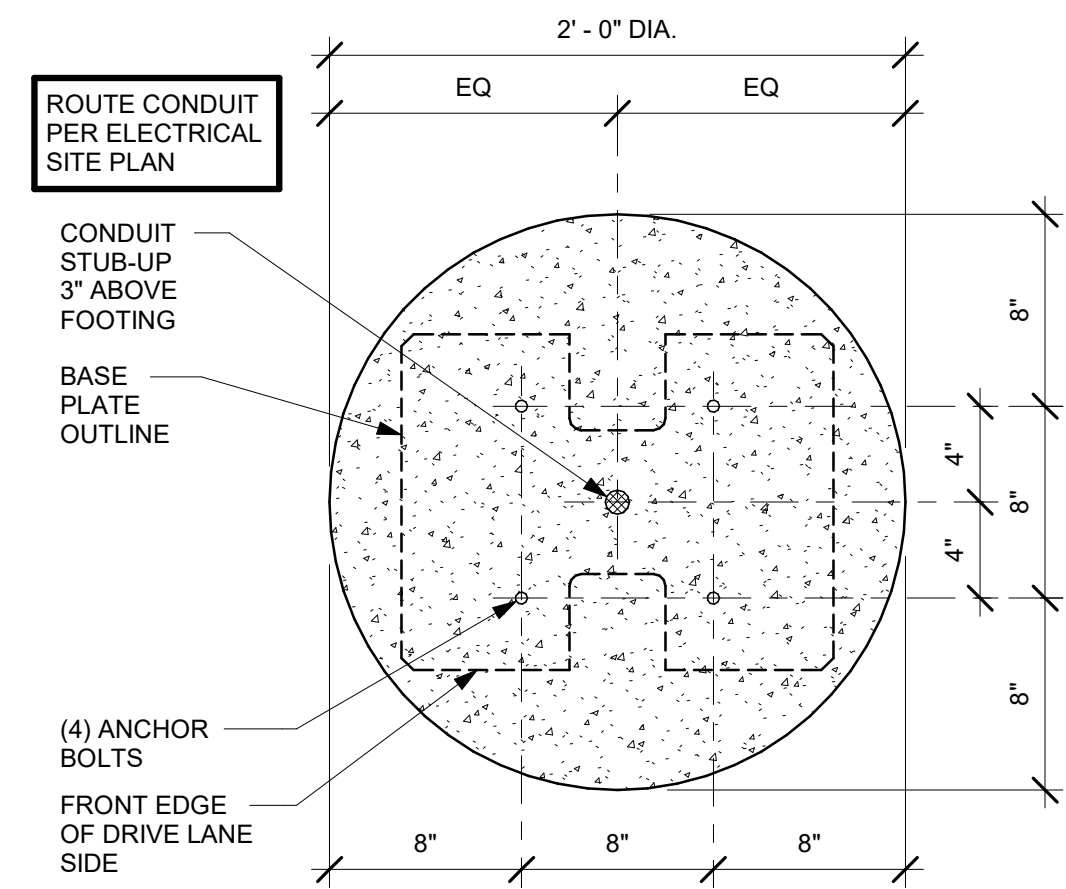 2' - 0" DIA.
EQ
EQ
ROUTE CONDUIT
PER ELECTRICAL
SITE PLAN
CONDUIT
STUB-UP
3" ABOVE
FOOTING
BASE
PLATE
OUTLINE
(4) ANCHOR
BOLTS
FRONT EDGE
OF DRIVE LANE
SIDE
8"
4"
8"
4"
8"
8"
8"
8"